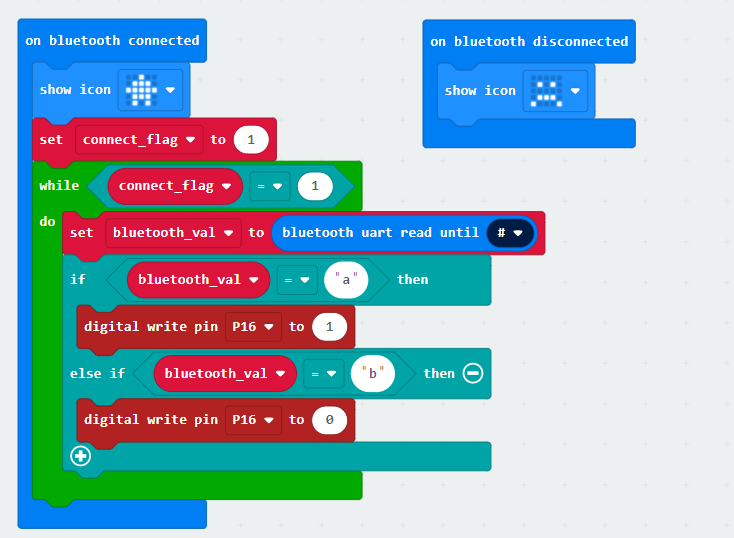 on bluetooth connected
show icon
set connect_flag to 1
while connect_flag = 1
do
set bluetooth_val to bluetooth uart read until #
if bluetooth_val = "a" then
digital write pin P16 to 1
else if bluetooth_val = "b" then
digital write pin P16 to 0
on bluetooth disconnected
show icon